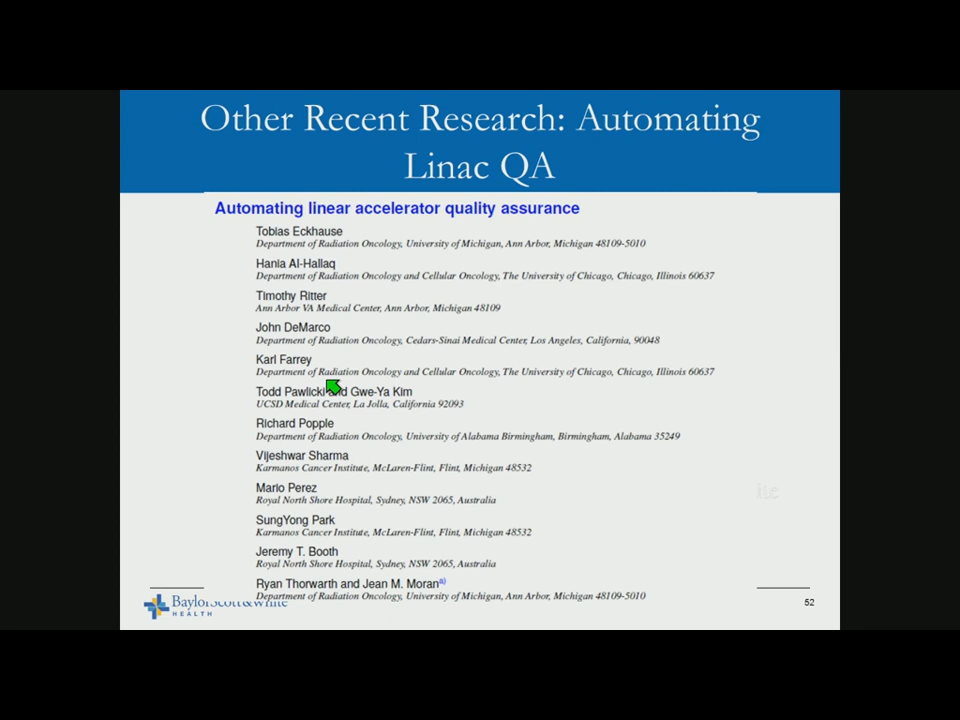 Other Recent Research: Automating
Linac QA
Automating linear accelerator quality assurance
Tobias Eckhause
Department of Radiation Oncology, University of Michigan, Ann Arbor, Michigan 48109-5010
Hania Al-Hallaq
Department of Radiation Oncology and Cellular Oncology, The University of Chicago, Chicago, Illinois 60637
Timothy Ritter
Ann Arbor VA Medical Center, Ann Arbor, Michigan 48109
John DeMarco
Department of Radiation Oncology, Cedars-Sinai Medical Center, Los Angeles, California, 90048
Karl Farrey
Department of Radiation Oncology and Cellular Oncology, The University of Chicago, Chicago, Illinois 60637
Todd Pawlicki and Gwe-Ya Kim
UCSD Medical Center, La Jolla, California 92093
Richard Popple
Department of Radiation Oncology, University of Alabama Birmingham, Birmingham, Alabama 35249
Vijeshwar Sharma
Karmanos Cancer Institute, McLaren-Flint, Flint, Michigan 48532
Mario Perez
Royal North Shore Hospital, Sydney, NSW 2065, Australia
SungYong Park
Karmanos Cancer Institute, McLaren-Flint, Flint, Michigan 48532
Jeremy T. Booth
Royal North Shore Hospital, Sydney, NSW 2065, Australia
Ryan Thorwarth and Jean M. Moran a)
Department of Radiation Oncology, University of Michigan, Ann Arbor, Michigan 48109-5010
BaylorScott&White
HEALTH
52